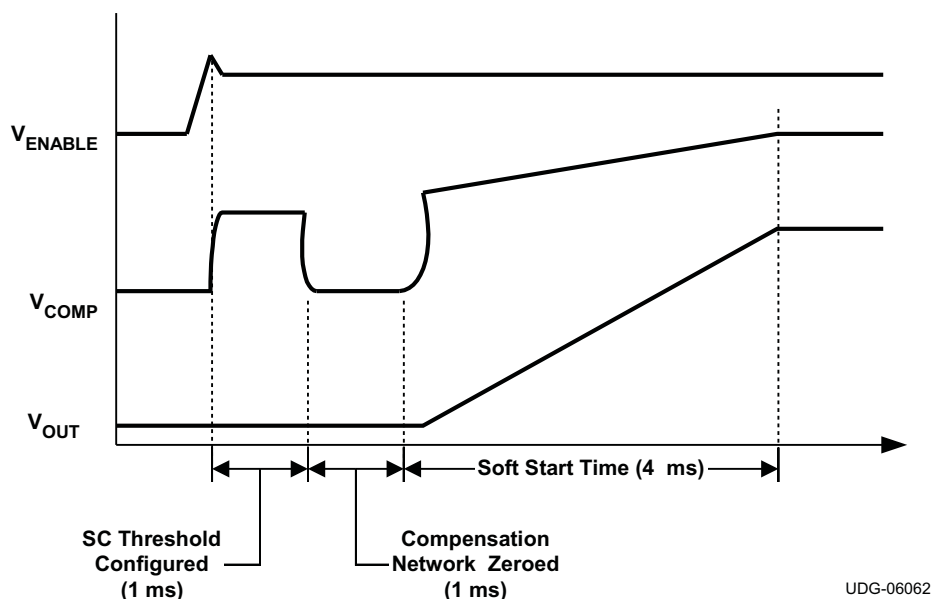 VENABLE
VCOMP
VOUT
Soft Start Time (4 ms)
SC Threshold
Configured
(1 ms)
Compensation
Network Zeroed
(1 ms)
UDG-06062